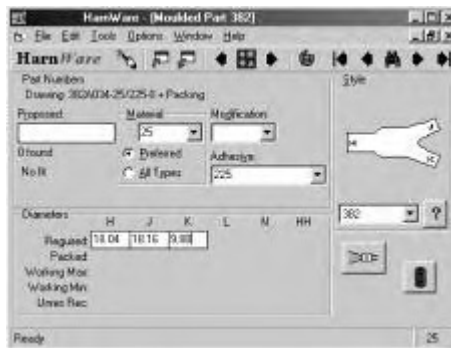 HarnWare - (Moulded Part 382)
File Edit Tools Options Window Help
HarnWare
Part Numbers
Style
Drawing: 382A034-25/225-0 + Packing
Proposed
Material
Modification
25
0 found
Preferred
Adhesive
No fit
All Types
225
382
?
Diameters
H J K L M HH
Required 18.04 18.16 9.88
Packed
Working Max
Working Min
Unres Rec
Ready
25